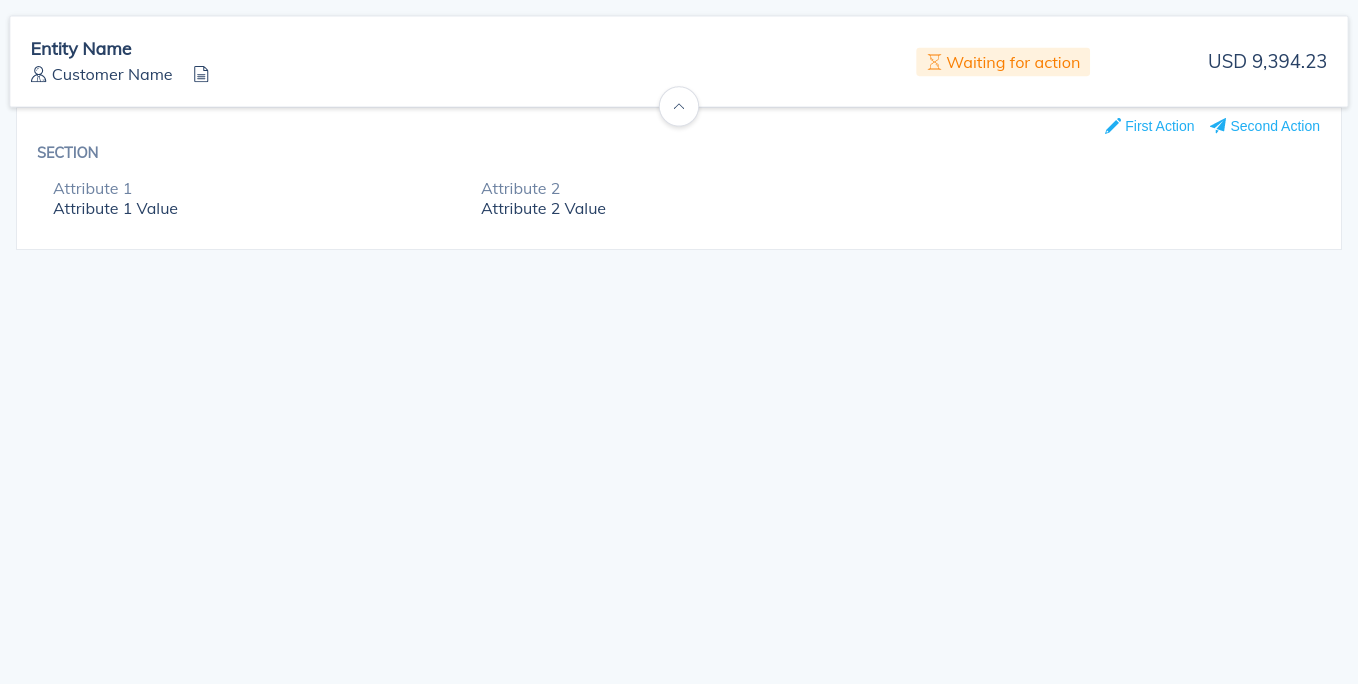 Entity Name
Customer Name
Waiting for action
USD 9,394.23
First Action
Second Action
SECTION
Attribute 1
Attribute 2
Attribute 1 Value
Attribute 2 Value